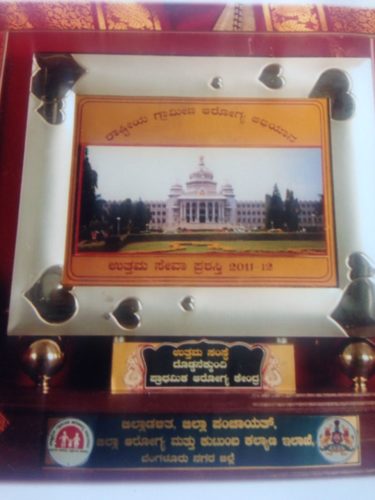 ರಾಷ್ಟ್ರೀಯ ಗ್ರಾಮೀಣ ಆರೋಗ್ಯ ಅಭಿಯಾನ
ಉತ್ತಮ ಸೇವಾ ಪ್ರಶಸ್ತಿ 2011-12
ಉತ್ತಮ ಸಂಸ್ಥೆ
ದೊಡ್ಡನೆಕ್ಕುಂದಿ
ಪ್ರಾಥಮಿಕ ಆರೋಗ್ಯ ಕೇಂದ್ರ
ಜಿಲ್ಲಾಡಳಿತ, ಜಿಲ್ಲಾ ಪಂಚಾಯತ್,
ಜಿಲ್ಲಾ ಆರೋಗ್ಯ ಮತ್ತು ಕುಟುಂಬ ಕಲ್ಯಾಣ ಇಲಾಖೆ,
ಬೆಂಗಳೂರು ನಗರ ಜಿಲ್ಲೆ